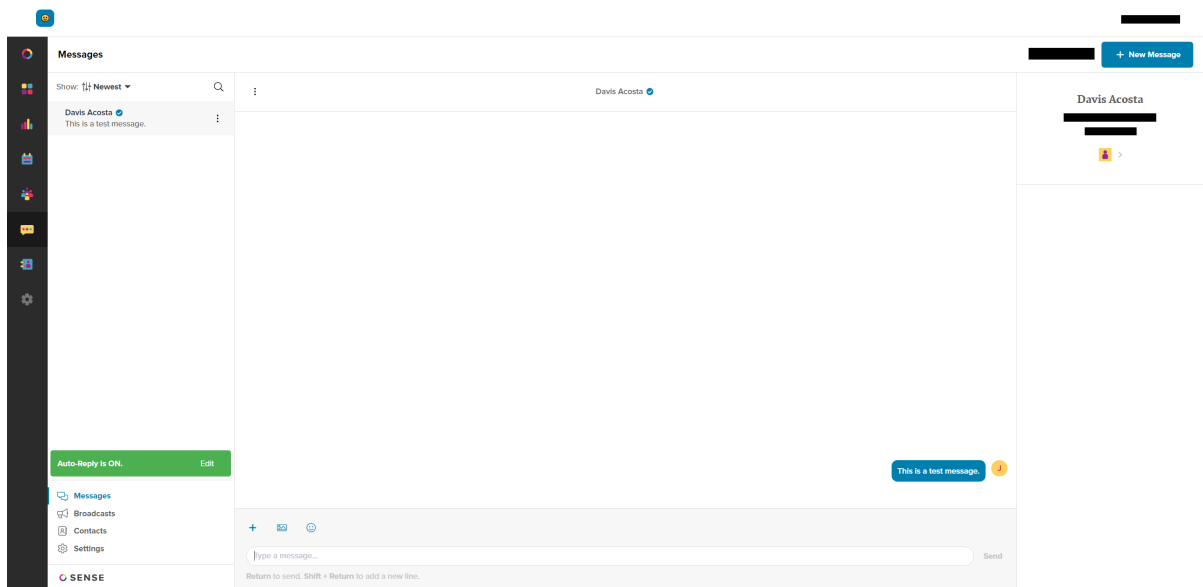 Messages
+ New Message
Show: Newest
Davis Acosta
This is a test message.
Davis Acosta
Davis Acosta
Auto-Reply is ON. Edit
This is a test message. J
Messages
Broadcasts
Contacts
Settings
Type a message...
Send
SENSE
Return to send. Shift + Return to add a new line.